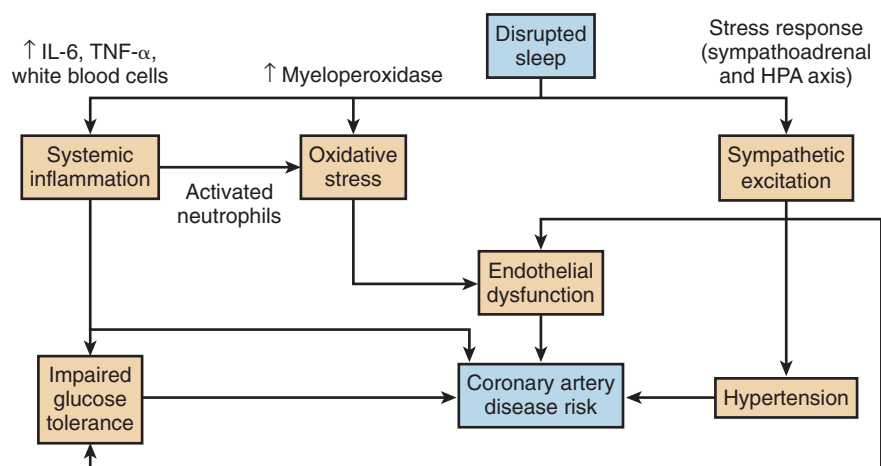 ↑ IL-6, TNF-α,
white blood cells
↑ Myeloperoxidase
Disrupted
sleep
Stress response
(sympathoadrenal
and HPA axis)
Systemic
inflammation
Activated
neutrophils
Oxidative
stress
Sympathetic
excitation
Endothelial
dysfunction
Impaired
glucose
tolerance
Coronary artery
disease risk
Hypertension